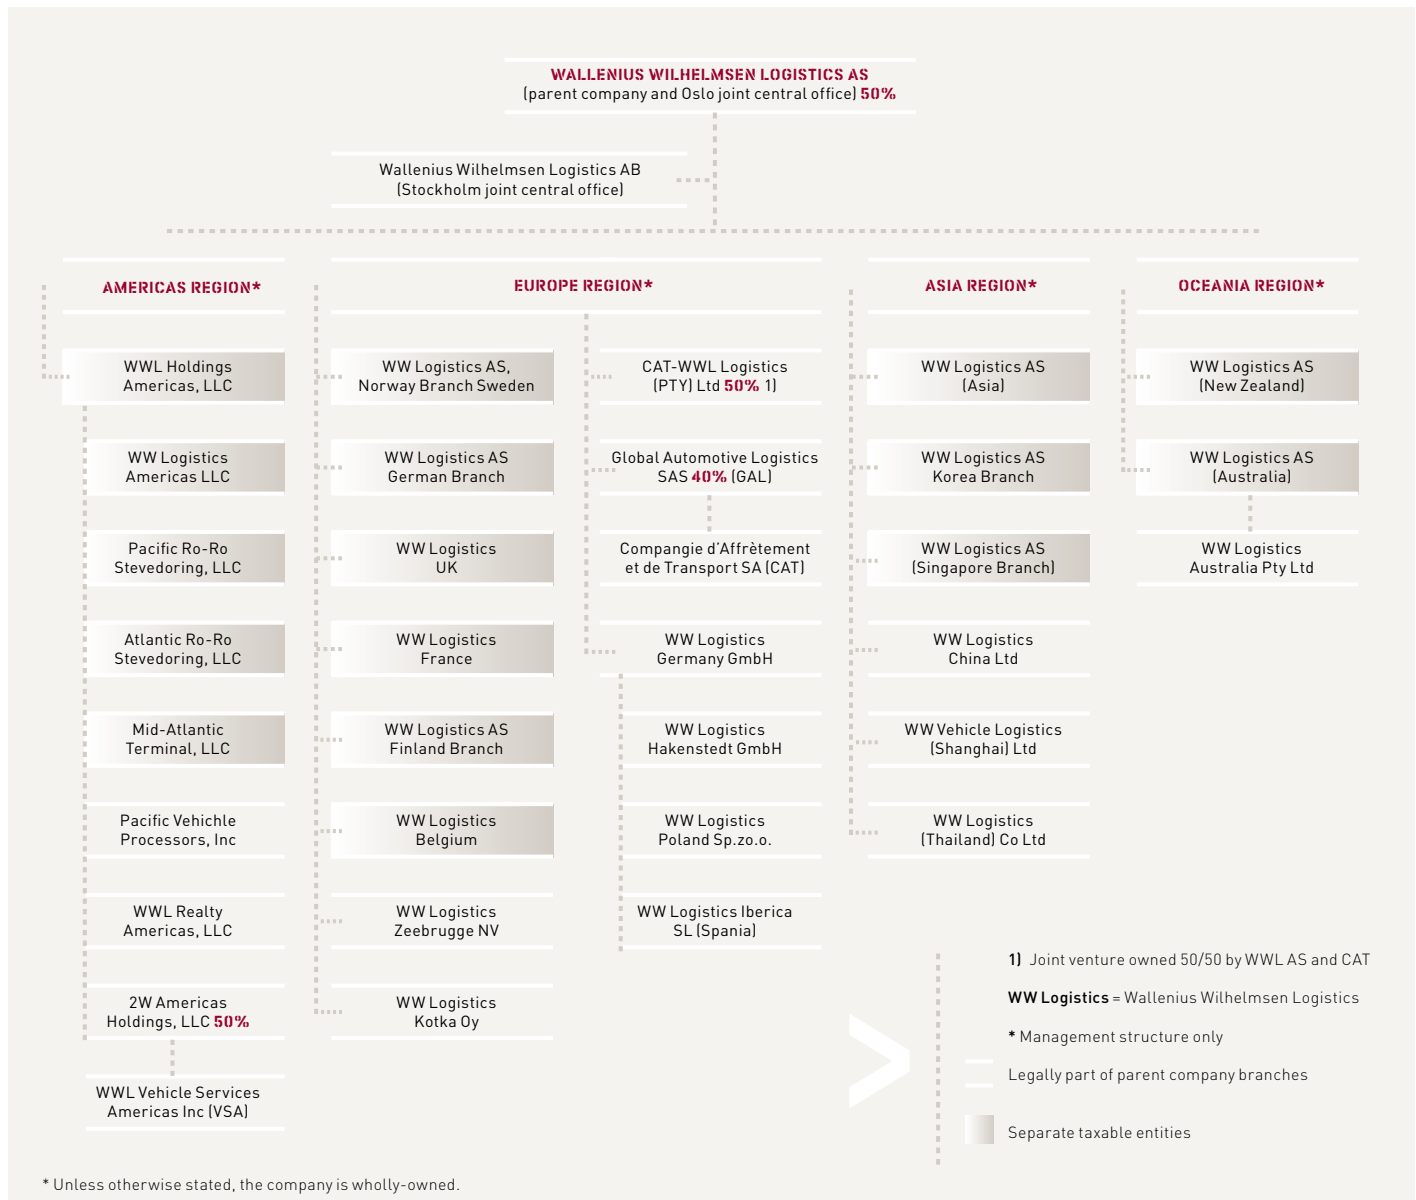 WALLENIUS WILHELMSEN LOGISTICS AS
(parent company and Oslo joint central office) 50%
Wallenius Wilhelmsen Logistics AB
(Stockholm joint central office)
AMERICAS REGION*
WWL Holdings
Americas, LLC
WW Logistics
Americas LLC
Pacific Ro-Ro
Stevedoring, LLC
Atlantic Ro-Ro
Stevedoring, LLC
Mid-Atlantic
Terminal, LLC
Pacific Vehichle
Processors, Inc
WWL Realty
Americas, LLC
2W Americas
Holdings, LLC 50%
WWL Vehicle Services
Americas Inc (VSA)
EUROPE REGION*
WW Logistics AS,
Norway Branch Sweden
WW Logistics AS
German Branch
WW Logistics
UK
WW Logistics
France
WW Logistics AS
Finland Branch
WW Logistics
Belgium
WW Logistics
Zeebrugge NV
WW Logistics
Kotka Oy
CAT-WWL Logistics
(PTY) Ltd 50% 1)
Global Automotive Logistics
SAS 40% (GAL)
Compangie d'Affrètement
et de Transport SA (CAT)
WW Logistics
Germany GmbH
WW Logistics
Hakenstedt GmbH
WW Logistics
Poland Sp.zo.o.
WW Logistics Iberica
SL (Spania)
ASIA REGION*
WW Logistics AS
(Asia)
WW Logistics AS
Korea Branch
WW Logistics AS
(Singapore Branch)
WW Logistics
China Ltd
WW Vehicle Logistics
(Shanghai) Ltd
WW Logistics
(Thailand) Co Ltd
OCEANIA REGION*
WW Logistics AS
(New Zealand)
WW Logistics AS
(Australia)
WW Logistics
Australia Pty Ltd
1) Joint venture owned 50/50 by WWL AS and CAT
WW Logistics = Wallenius Wilhelmsen Logistics
* Management structure only
Legally part of parent company branches
Separate taxable entities
* Unless otherwise stated, the company is wholly-owned.